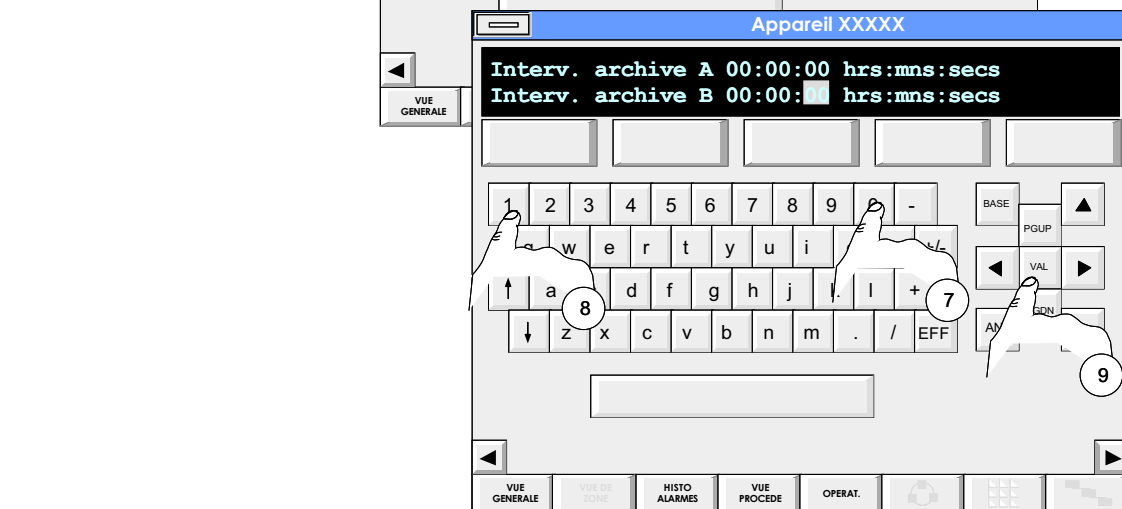 Appareil XXXXX
Interv. archive A 00:00:00 hrs:mns:secs
Interv. archive B 00:00:00 hrs:mns:secs
VUE
GENERALE
1 2 3 4 5 6 7 8 9 -
BASE
PGUP
w e r t y u i +/-
VAL
a d f g h j l +
8
7
z x c v b n m . / EFF
9
VUE
GENERALE
VUE DE
ZONE
HISTO
ALARMES
VUE
PROCEDE
OPERAT.